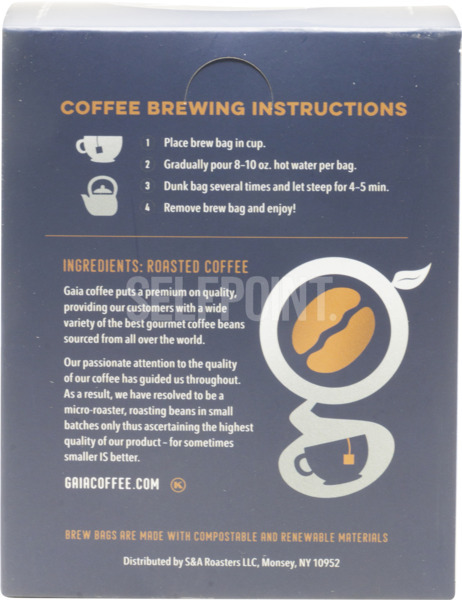 COFFEE BREWING INSTRUCTIONS
1 Place brew bag in cup.
2 Gradually pour 8-10 oz. hot water per bag.
3 Dunk bag several times and let steep for 4-5 min.
4 Remove brew bag and enjoy!
INGREDIENTS: ROASTED COFFEE
Gaia coffee puts a premium on quality,
providing our customers with a wide
variety of the best gourmet coffee beans
sourced from all over the world.
SELFPOINT.
Our passionate attention to the quality
of our coffee has guided us throughout.
As a result, we have resolved to be a
micro-roaster, roasting beans in small
batches only thus ascertaining the highest
quality of our product - for sometimes
smaller IS better.
GAIACOFFEE.COM K
BREW BAGS ARE MADE WITH COMPOSTABLE AND RENEWABLE MATERIALS
Distributed by S&A Roasters LLC, Monsey, NY 10952